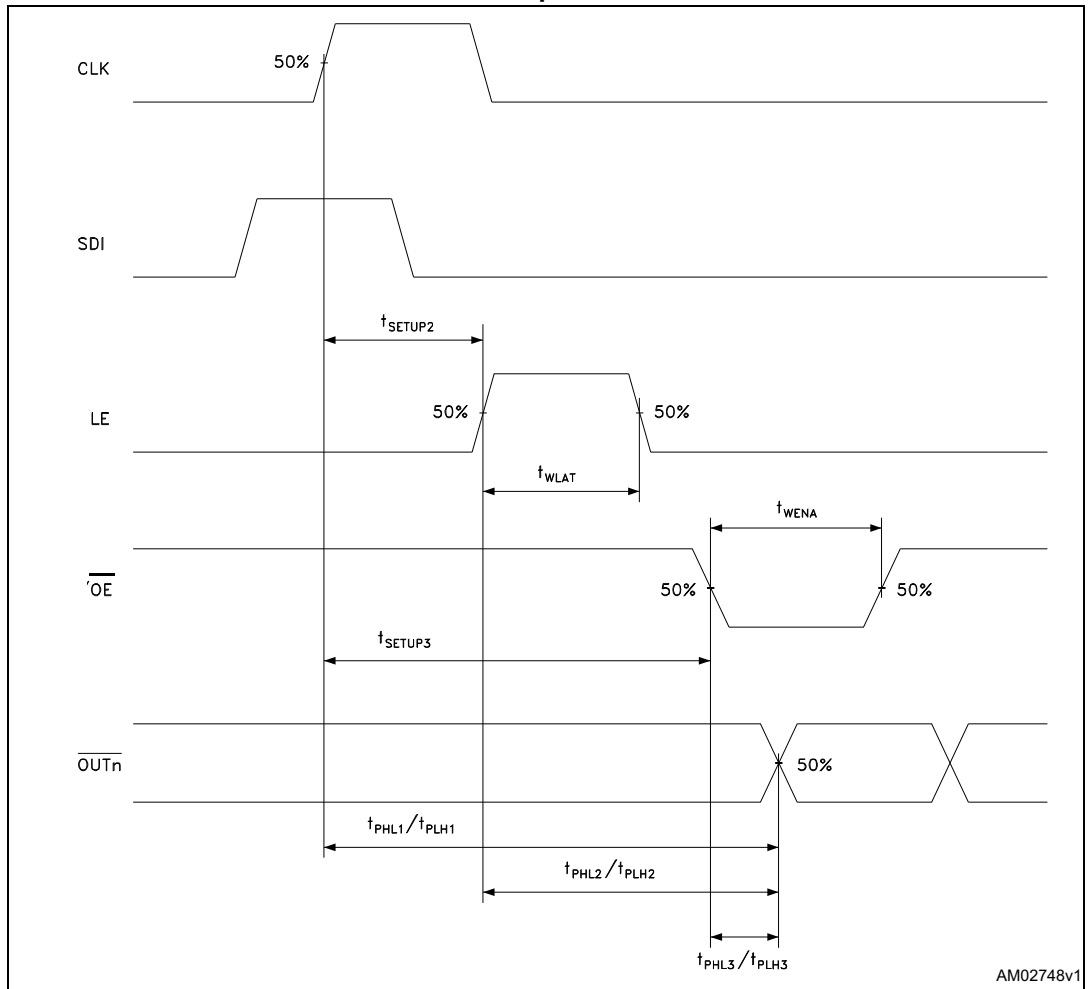 50%
CLK
SDI
tSETUP2
50%
50%
LE
tWLAT
tWENA
50%
50%
OE
tSETUP3
OUTn
50%
tPHL1/tPLH1
tPHL2/tPLH2
tPHL3/tPLH3
AM02748v1